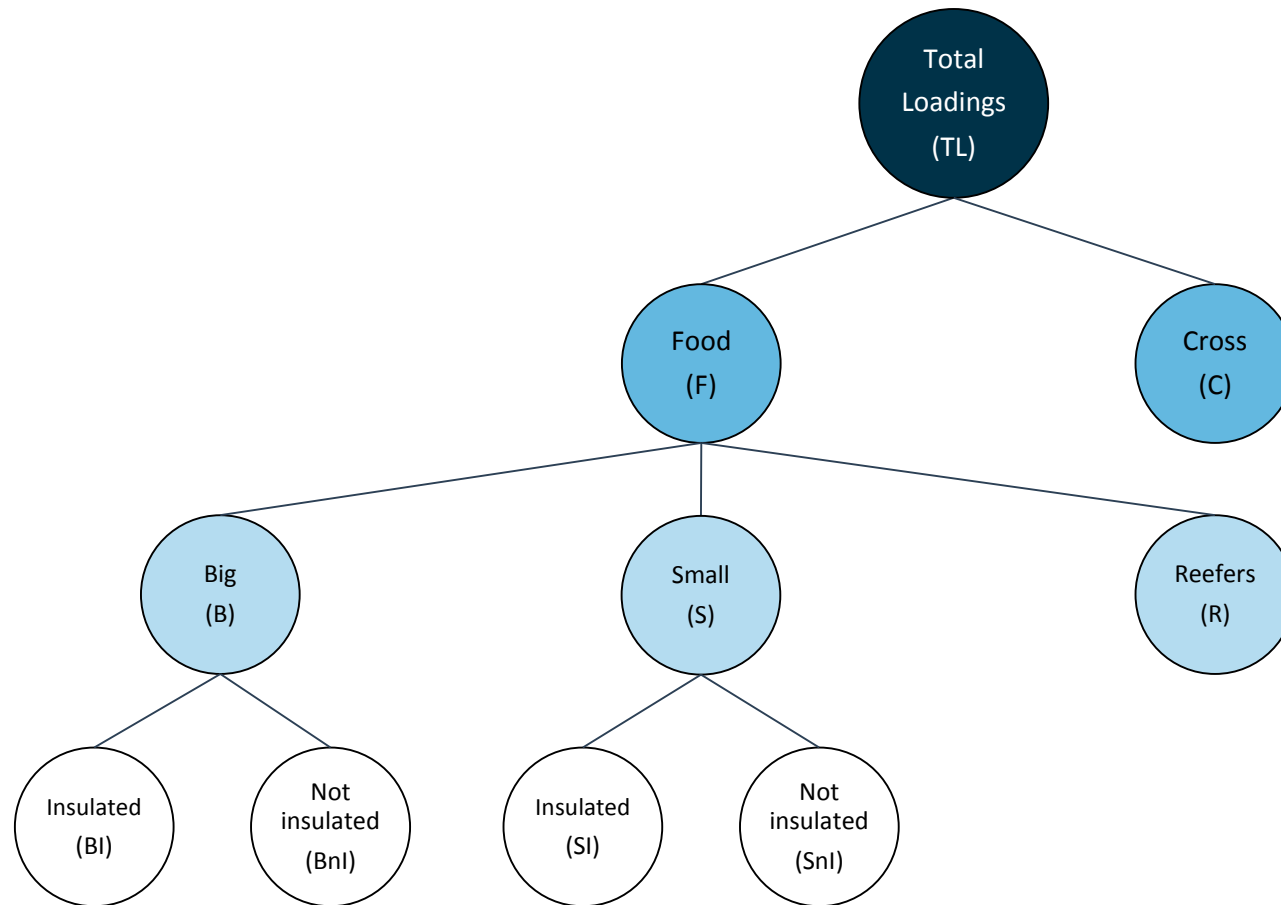 Total
Loadings
(TL)
Food
(F)
Cross
(C)
Big
(B)
Small
(S)
Reefers
(R)
Insulated
(BI)
Not
insulated
(BnI)
Insulated
(SI)
Not
insulated
(SnI)